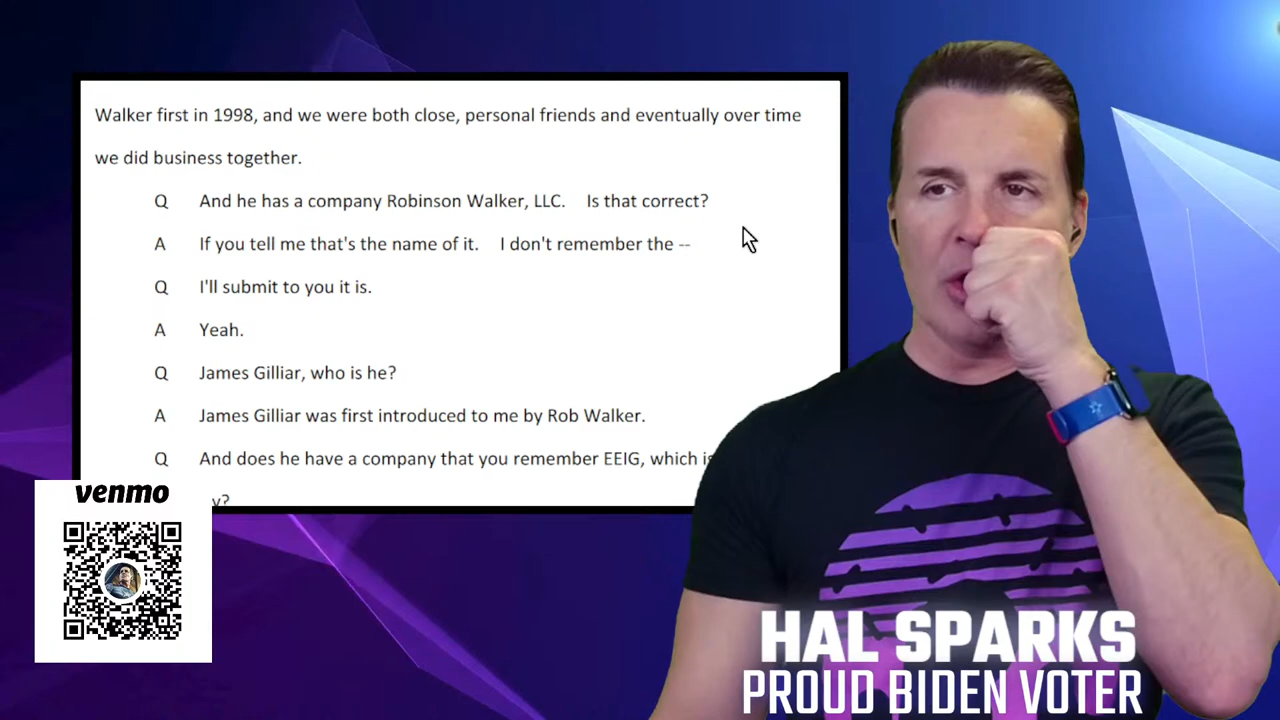 Walker first in 1998, and we were both close, personal friends and eventually over time
we did business together.
Q And he has a company Robinson Walker, LLC. Is that correct?
A If you tell me that's the name of it. I don't remember the --
Q I'll submit to you it is.
A Yeah.
Q James Gilliar, who is he?
A James Gilliar was first introduced to me by Rob Walker.
Q And does he have a company that you remember EEIG, which
y?
venmo
HAL SPARKS
PROUD BIDEN VOTER